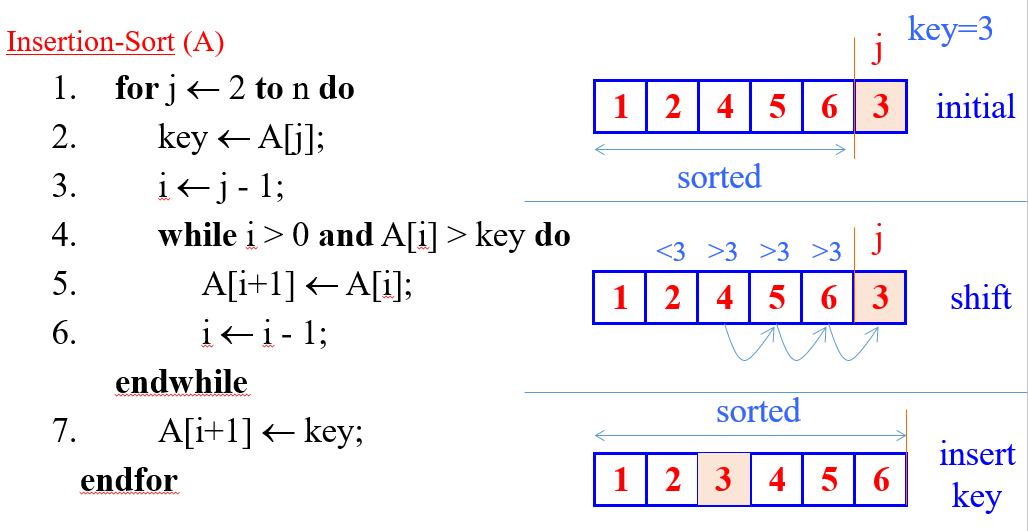 Insertion-Sort (A)
1. for j ← 2 to n do
2. key ← A[j];
3. i ← j - 1;
4. while i > 0 and A[i] > key do
5. A[i+1] ← A[i];
6. i ← i - 1;
endwhile
7. A[i+1] ← key;
endfor
key=3
j
1 2 4 5 6 3 initial
sorted
<3 >3 >3 >3 j
1 2 4 5 6 3 shift
sorted
1 2 3 4 5 6
insert
key